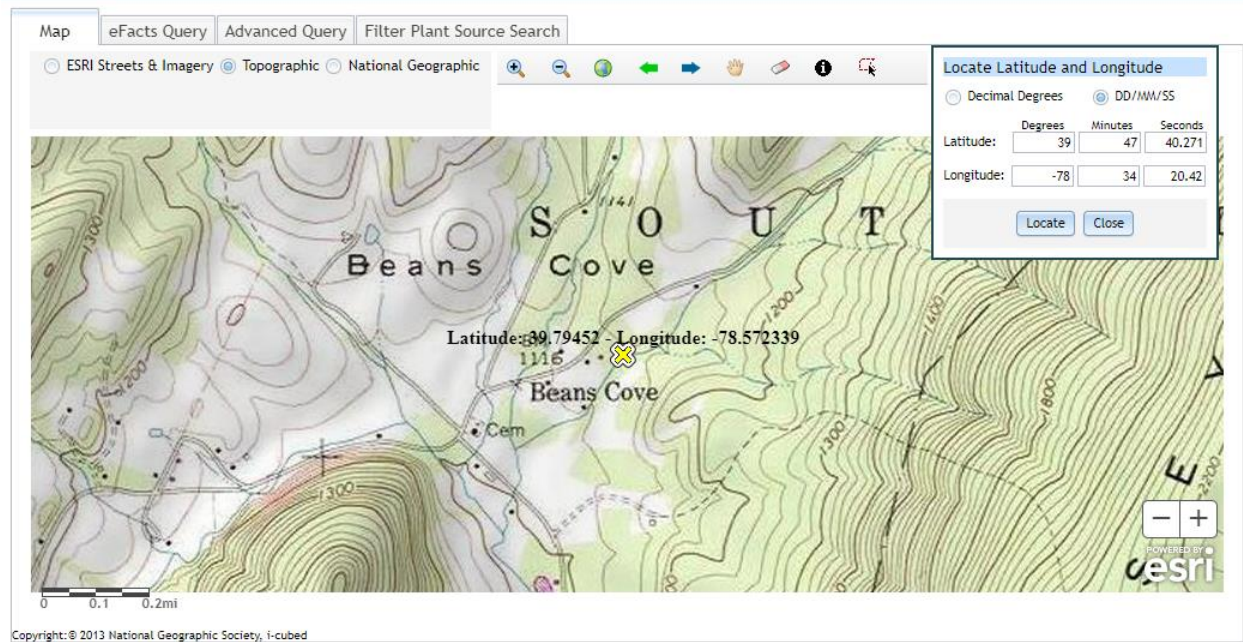 Map eFacts Query Advanced Query Filter Plant Source Search
ESRI Streets & Imagery Topographic National Geographic
Locate Latitude and Longitude
Decimal Degrees DD/MM/SS
Degrees Minutes Seconds
Latitude: 39 47 40.271
Longitude: -78 34 20.42
Locate Close
1141
S O U T
1300
Beans Cove
1200
1400
Latitude: 39.79452 - Longitude: -78.572339
1116
1200
Beans Cove
1800
Cem
1300
1300
S E V
2200
POWERED BY
esri
0 0.1 0.2mi
Copyright:© 2013 National Geographic Society, i-cubed